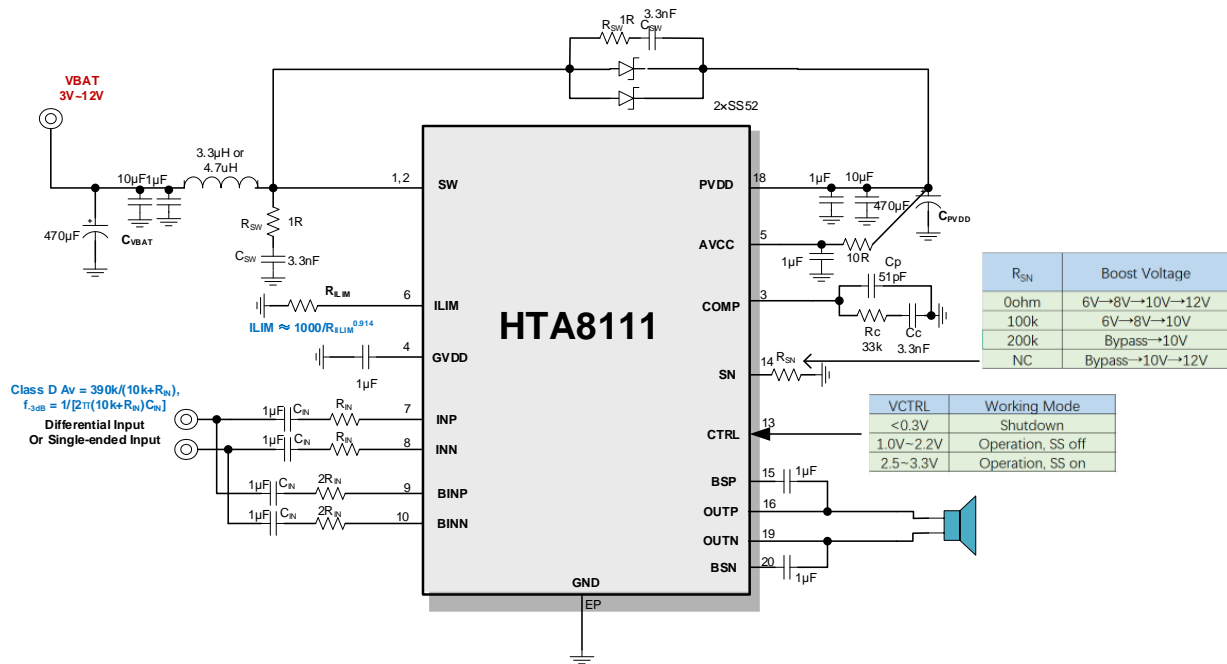 3.3nF
RSW
1R
CSW
2×SS52
VBAT
3V~12V
3.3µH or
4.7uH
10µF
1µF
470µF
CVBAT
RSW
1R
CSW
3.3nF
1,2
SW
PVDD
18
1µF
10µF
470µF
CPVDD
AVCC
5
1µF
10R
RILIM
6
ILIM
ILIM ≈ 1000/RILIM^0.914
COMP
3
Cp
51pF
Rc
33k
Cc
3.3nF
HTA8111
4
GVDD
1µF
SN
14
RSN
RSN Boost Voltage
0ohm 6V→8V→10V→12V
100k 6V→8V→10V
200k Bypass→10V
NC Bypass→10V→12V
Class D Av = 390k/(10k+RIN),
f-3dB = 1/[2π(10k+RIN)CIN]
Differential Input
Or Single-ended Input
1µF
CIN
RIN
7
INP
1µF
CIN
RIN
8
INN
1µF
CIN
2RIN
9
BINP
1µF
CIN
2RIN
10
BINN
CTRL
13
VCTRL Working Mode
<0.3V Shutdown
1.0V~2.2V Operation, SS off
2.5~3.3V Operation, SS on
BSP
15
1µF
OUTP
16
OUTN
19
BSN
20
1µF
GND
EP